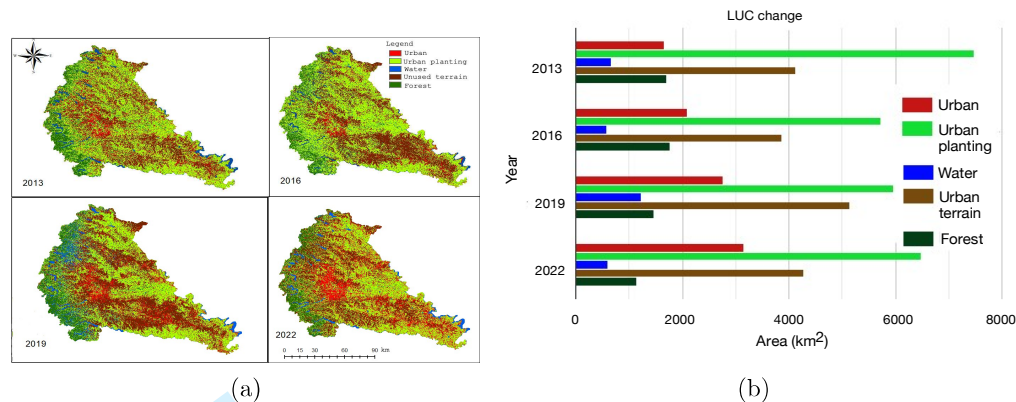 Legend
Urban
Urban planting
Water
Unused terrain
Forest
2013
2016
2019
2022
0 15 30 60 90 km
(a)
LUC change
Year
2013
2016
2019
2022
Urban
Urban
planting
Water
Urban
terrain
Forest
0 2000 4000 6000 8000
Area (km²)
(b)